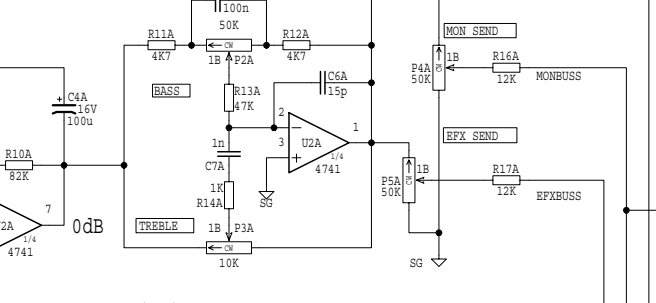 100n
50K
R11A
4K7
CW
1B
P2A
R12A
4K7
MON SEND
P4A
50K
CW
1B
R16A
12K
MONBUSS
C6A
15p
BASS
R13A
47K
+
C4A
16V
100u
2
-
3
+
U2A
1/4
4741
1
EFX SEND
1n
C7A
SG
P5A
50K
CW
1B
R17A
12K
EFXBUSS
R10A
82K
1K
R14A
7
2A
1/4
4741
0dB
TREBLE
1B
P3A
CW
10K
SG